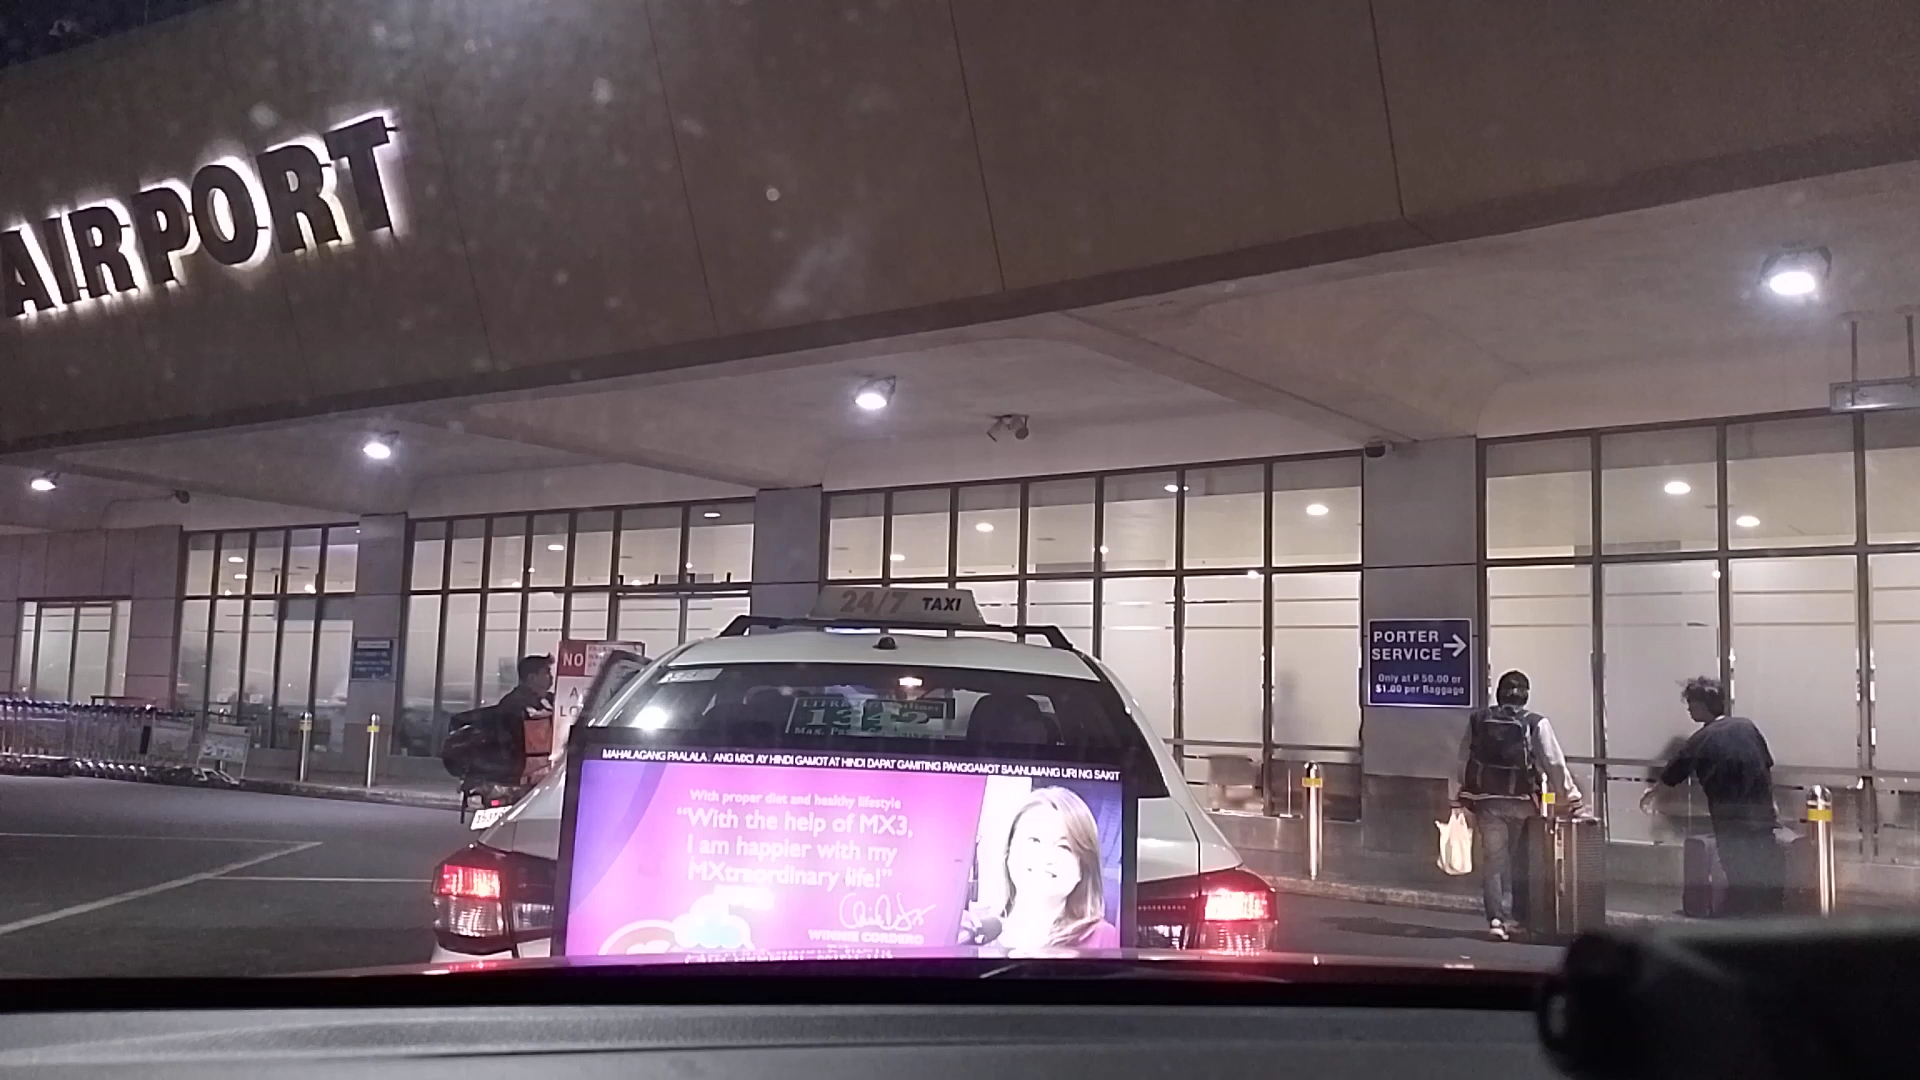 AIRPORT
24/7 TAXI
NO
1342
PORTER
SERVICE
Only at P 50.00 or
$1.00 per Baggage
MAHALAGANG PAALALA : ANG MX3 AY HINDI GAMOT AT HINDI DAPAT GAMITING PANGGAMOT SA ANUMANG URI NG SAKIT
With proper diet and healthy lifestyle
"With the help of MX3,
I am happier with my
MXtraordinary life!"
WINNIE CORDERO